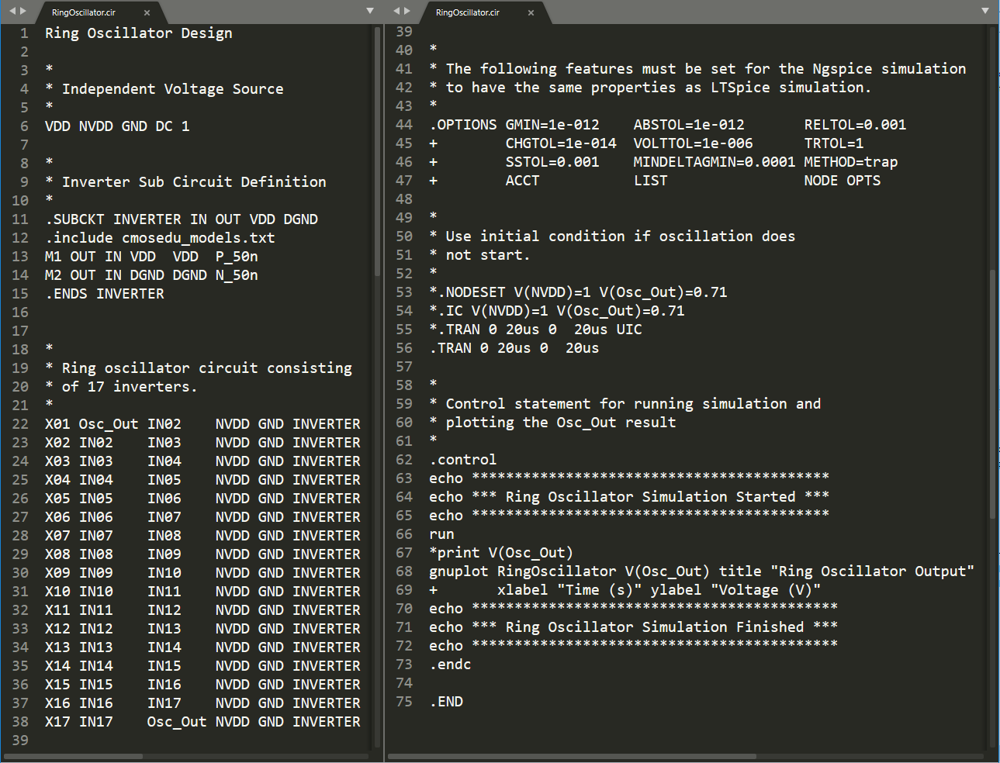 RingOscillator.cir ×
1 Ring Oscillator Design
2
3 *
4 * Independent Voltage Source
5 *
6 VDD NVDD GND DC 1
7
8 *
9 * Inverter Sub Circuit Definition
10 *
11 .SUBCKT INVERTER IN OUT VDD DGND
12 .include cmosedu_models.txt
13 M1 OUT IN VDD  VDD  P_50n
14 M2 OUT IN DGND DGND N_50n
15 .ENDS INVERTER
16
17
18 *
19 * Ring oscillator circuit consisting
20 * of 17 inverters.
21 *
22 X01 Osc_Out IN02    NVDD GND INVERTER
23 X02 IN02    IN03    NVDD GND INVERTER
24 X03 IN03    IN04    NVDD GND INVERTER
25 X04 IN04    IN05    NVDD GND INVERTER
26 X05 IN05    IN06    NVDD GND INVERTER
27 X06 IN06    IN07    NVDD GND INVERTER
28 X07 IN07    IN08    NVDD GND INVERTER
29 X08 IN08    IN09    NVDD GND INVERTER
30 X09 IN09    IN10    NVDD GND INVERTER
31 X10 IN10    IN11    NVDD GND INVERTER
32 X11 IN11    IN12    NVDD GND INVERTER
33 X12 IN12    IN13    NVDD GND INVERTER
34 X13 IN13    IN14    NVDD GND INVERTER
35 X14 IN14    IN15    NVDD GND INVERTER
36 X15 IN15    IN16    NVDD GND INVERTER
37 X16 IN16    IN17    NVDD GND INVERTER
38 X17 IN17    Osc_Out NVDD GND INVERTER
39
RingOscillator.cir ×
39
40 *
41 * The following features must be set for the Ngspice simulation
42 * to have the same properties as LTSpice simulation.
43 *
44 .OPTIONS GMIN=1e-012    ABSTOL=1e-012       RELTOL=0.001
45 +        CHGTOL=1e-014  VOLTTOL=1e-006      TRTOL=1
46 +        SSTOL=0.001    MINDELTAGMIN=0.0001 METHOD=trap
47 +        ACCT           LIST                NODE OPTS
48
49 *
50 * Use initial condition if oscillation does
51 * not start.
52 *
53 *.NODESET V(NVDD)=1 V(Osc_Out)=0.71
54 *.IC V(NVDD)=1 V(Osc_Out)=0.71
55 *.TRAN 0 20us 0  20us UIC
56 .TRAN 0 20us 0  20us
57
58 *
59 * Control statement for running simulation and
60 * plotting the Osc_Out result
61 *
62 .control
63 echo ******************************************
64 echo *** Ring Oscillator Simulation Started ***
65 echo ******************************************
66 run
67 *print V(Osc_Out)
68 gnuplot RingOscillator V(Osc_Out) title "Ring Oscillator Output"
69 +       xlabel "Time (s)" ylabel "Voltage (V)"
70 echo *******************************************
71 echo *** Ring Oscillator Simulation Finished ***
72 echo *******************************************
73 .endc
74
75 .END